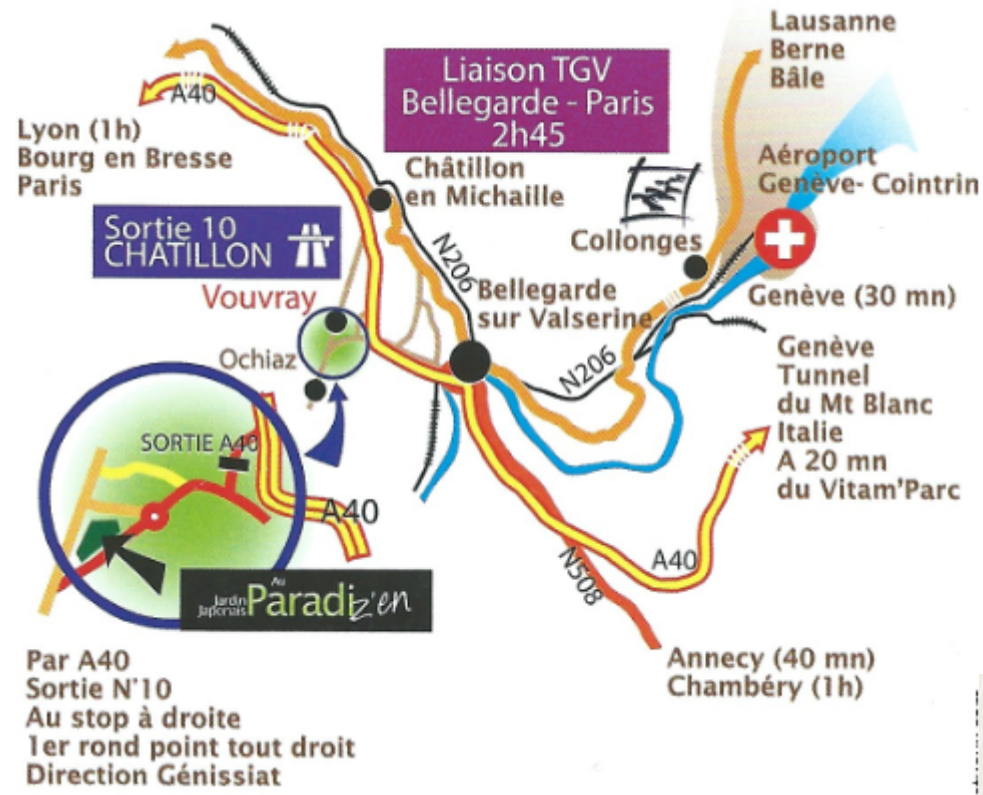 Lausanne
Berne
Bâle
Liaison TGV
Bellegarde - Paris
2h45
A40
Lyon (1h)
Bourg en Bresse
Paris
Châtillon
en Michaille
Aéroport
Genève- Cointrin
Sortie 10
CHATILLON
Collonges
N206
Vouvray
Bellegarde
sur Valserine
Genève (30 mn)
Ochiaz
N206
Genève
Tunnel
du Mt Blanc
Italie
A 20 mn
du Vitam'Parc
SORTIE A40
A40
A40
N508
Au
Jardin
Japonais
Paradiz'en
Annecy (40 mn)
Chambéry (1h)
Par A40
Sortie N°10
Au stop à droite
1er rond point tout droit
Direction Génissiat